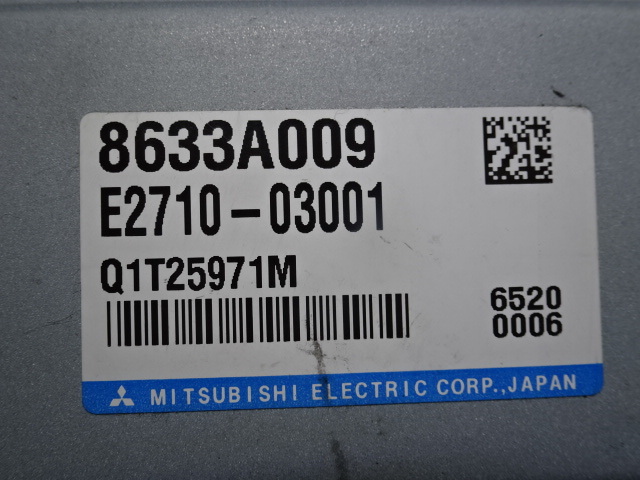 8633A009
E2710-03001
Q1T25971M
6520
0006
MITSUBISHI ELECTRIC CORP.,JAPAN